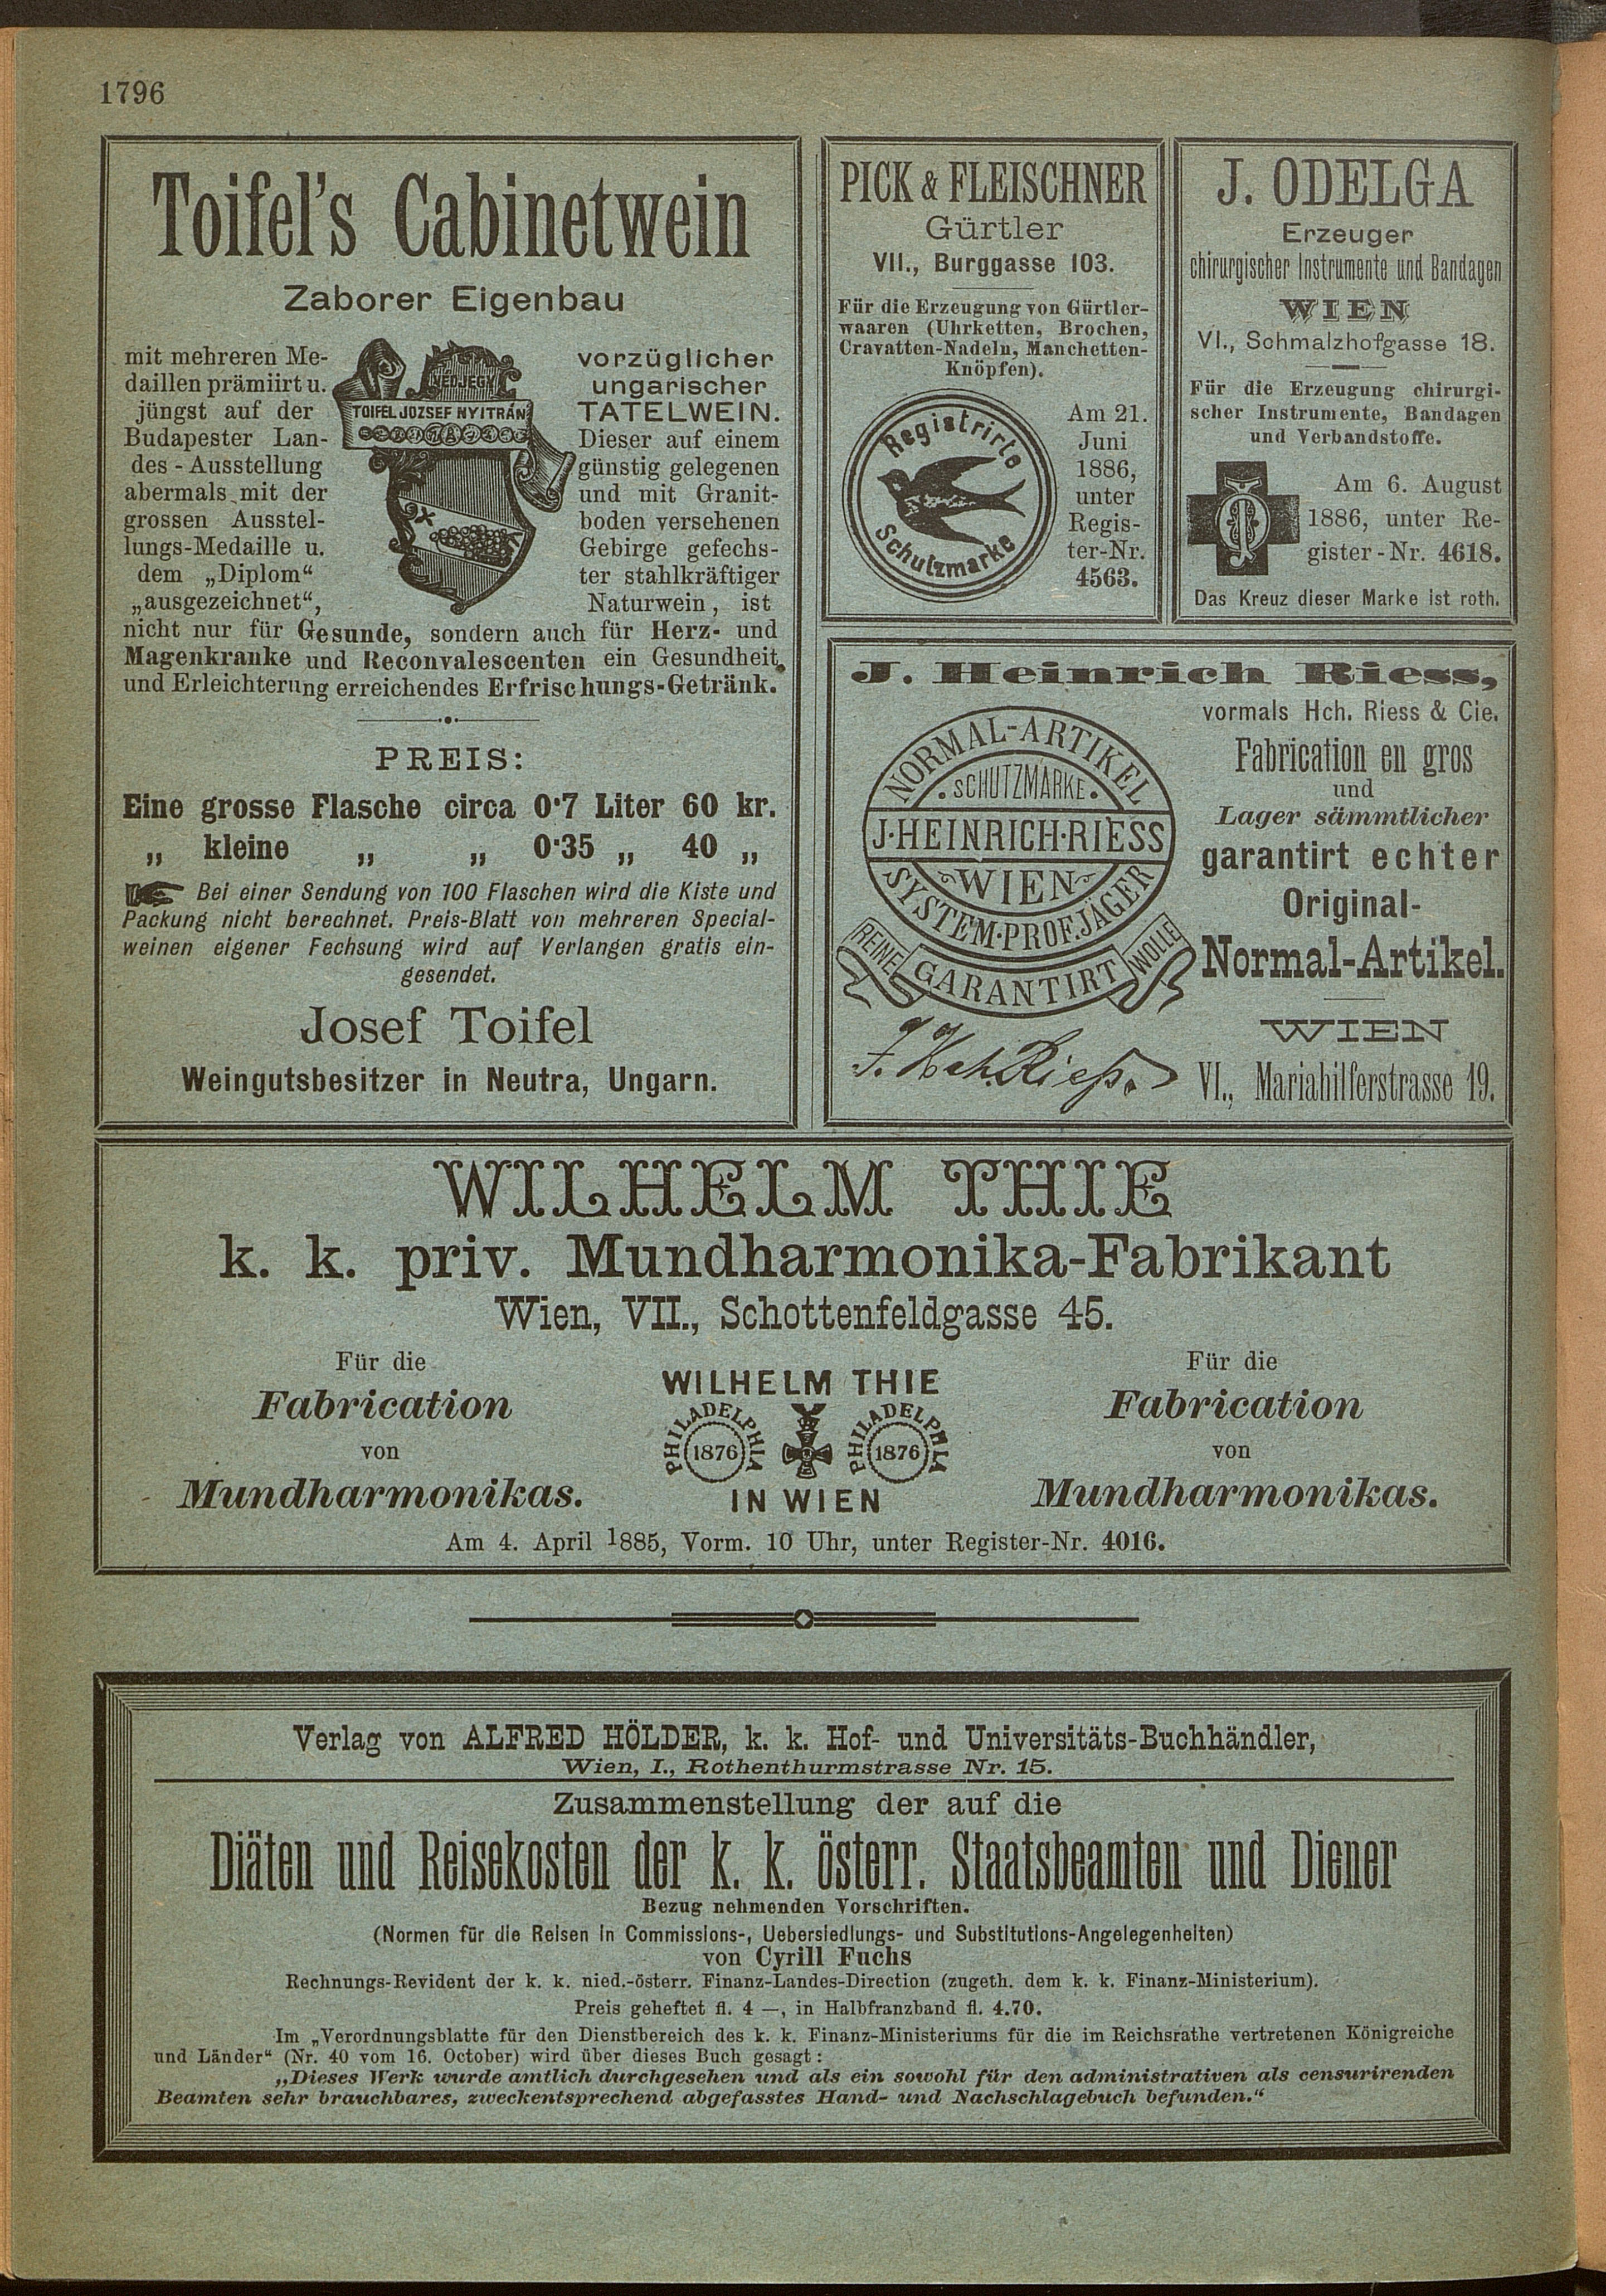 1796
Toifel's Cabinetwein
Zaborer Eigenbau
mit mehreren Me-
daillen prämiirt u.
jüngst auf der
Budapester Lan-
des-Ausstellung
abermals mit der
grossen Ausstel-
lungs-Medaille u.
dem „Diplom“
„ausgezeichnet“,
VÉDJEGY
TOIFEL JOZSEF NYITRÁN
vorzüglicher
ungarischer
TATELWEIN.
Dieser auf einem
günstig gelegenen
und mit Granit-
boden versehenen
Gebirge gefechs-
ter stahlkräftiger
Naturwein, ist
nicht nur für Gesunde, sondern auch für Herz- und
Magenkranke und Reconvalescenten ein Gesundheit
und Erleichterung erreichendes Erfrischungs-Getränk.
PREIS:
Eine grosse Flasche circa 0·7 Liter 60 kr.
„ kleine „ „ 0·35 „ 40 „
Bei einer Sendung von 100 Flaschen wird die Kiste und
Packung nicht berechnet. Preis-Blatt von mehreren Special-
weinen eigener Fechsung wird auf Verlangen gratis ein-
gesendet.
Josef Toifel
Weingutsbesitzer in Neutra, Ungarn.
PICK & FLEISCHNER
Gürtler
VII., Burggasse 103.
Für die Erzeugung von Gürtler-
waaren (Uhrketten, Brochen,
Cravatten-Nadeln, Manchetten-
Knöpfen).
Registrirte
Schutzmarke
Am 21.
Juni
1886,
unter
Regis-
ter-Nr.
4563.
J. ODELGA
Erzeuger
chirurgischer Instrumente und Bandagen
WIEN
VI., Schmalzhofgasse 18.
Für die Erzeugung chirurgi-
scher Instrumente, Bandagen
und Verbandstoffe.
Am 6. August
1886, unter Re-
gister-Nr. 4618.
Das Kreuz dieser Marke ist roth.
J. Heinrich Riess,
vormals Hch. Riess & Cie.
Fabrication en gros
und
Lager sämmtlicher
garantirt echter
Original-
Normal-Artikel.
WIEN
VI., Mariahilferstrasse 19.
NORMAL-ARTIKEL
SCHUTZMARKE
J·HEINRICH·RIESS
WIEN
SYSTEM·PROF.JÄGER
REINE GARANTIRT WOLLE
J. Hch. Riess.
WILHELM THIE
k. k. priv. Mundharmonika-Fabrikant
Wien, VII., Schottenfeldgasse 45.
Für die
Fabrication
von
Mundharmonikas.
WILHELM THIE
PHILADELPHIA 1876 PHILADELPHIA 1876
IN WIEN
Für die
Fabrication
von
Mundharmonikas.
Am 4. April 1885, Vorm. 10 Uhr, unter Register-Nr. 4016.
Verlag von ALFRED HÖLDER, k. k. Hof- und Universitäts-Buchhändler,
Wien, I., Rothenthurmstrasse Nr. 15.
Zusammenstellung der auf die
Diäten und Reisekosten der k. k. österr. Staatsbeamten und Diener
Bezug nehmenden Vorschriften.
(Normen für die Reisen in Commissions-, Uebersiedlungs- und Substitutions-Angelegenheiten)
von Cyrill Fuchs
Rechnungs-Revident der k. k. nied.-österr. Finanz-Landes-Direction (zugeth. dem k. k. Finanz-Ministerium).
Preis geheftet fl. 4 —, in Halbfranzband fl. 4.70.
Im „Verordnungsblatte für den Dienstbereich des k. k. Finanz-Ministeriums für die im Reichsrathe vertretenen Königreiche
und Länder“ (Nr. 40 vom 16. October) wird über dieses Buch gesagt:
„Dieses Werk wurde amtlich durchgesehen und als ein sowohl für den administrativen als censurirenden
Beamten sehr brauchbares, zweckentsprechend abgefasstes Hand- und Nachschlagebuch befunden.“